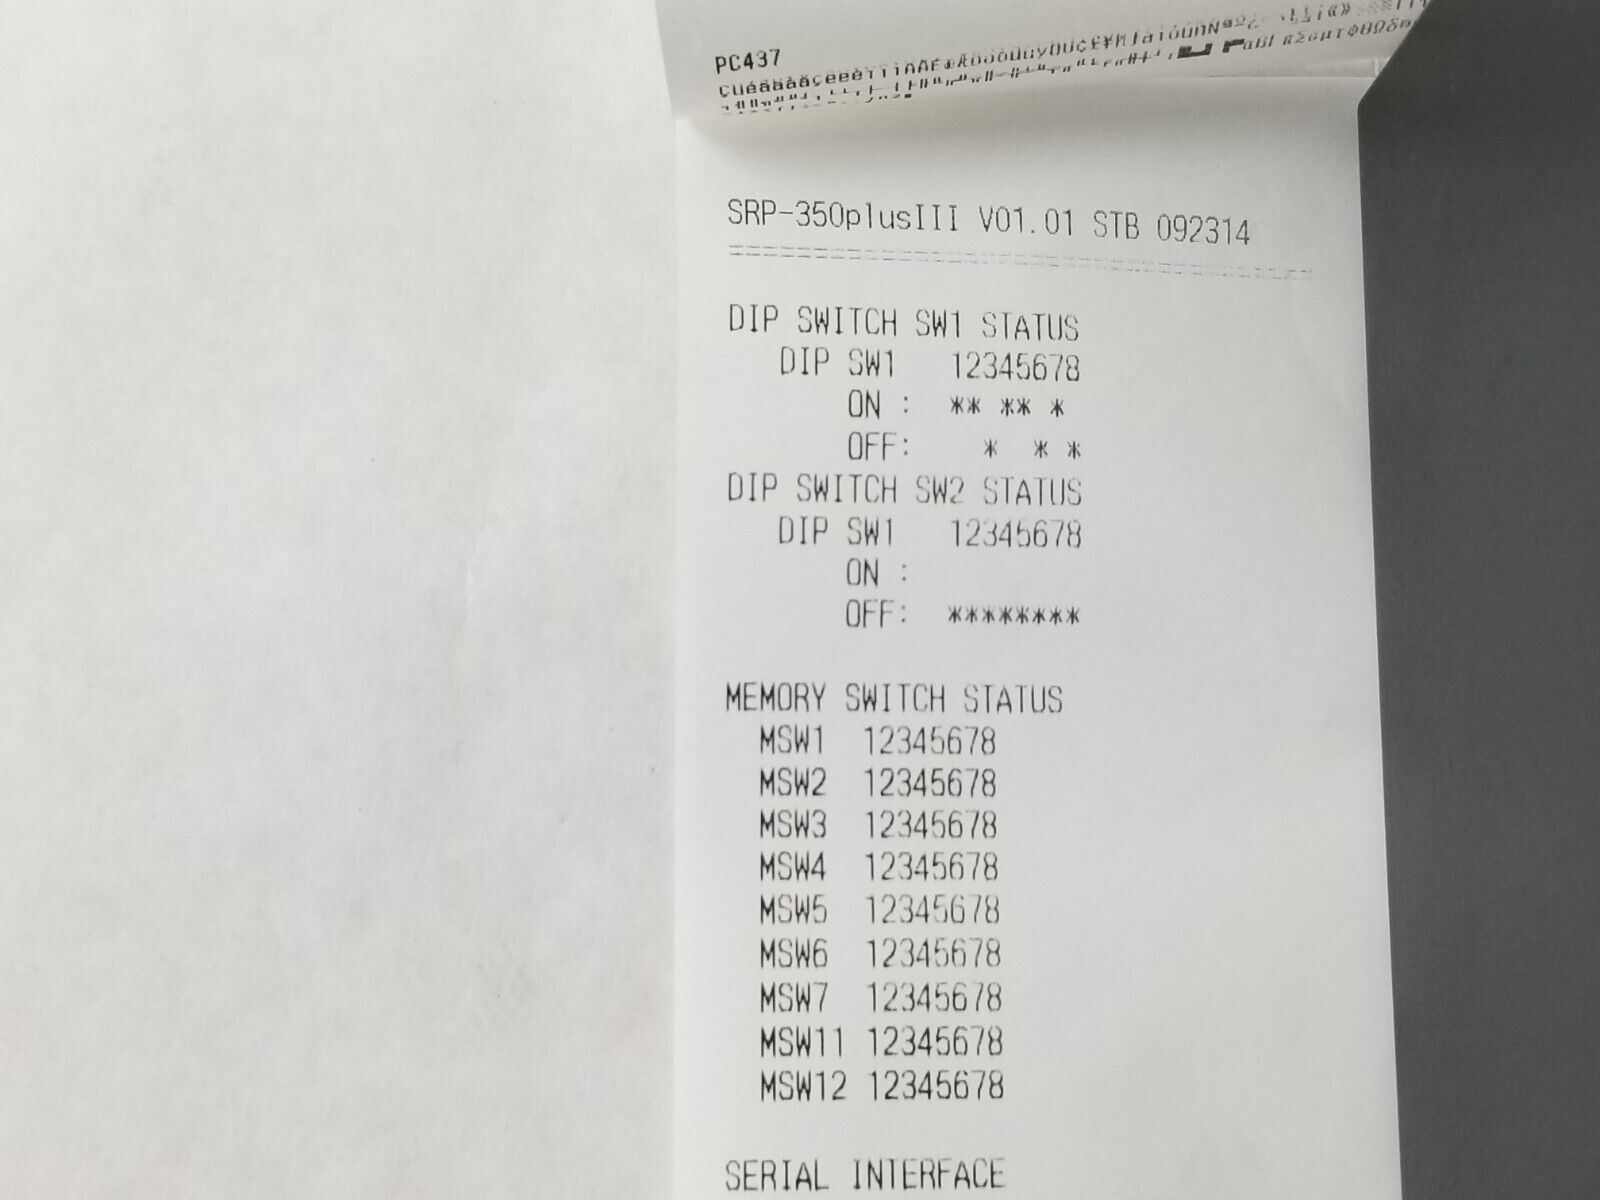 PC437
SRP-350plusIII V01.01 STB 092314
DIP SWITCH SW1 STATUS
DIP SW1 12345678
ON : ** ** *
OFF: * * *
DIP SWITCH SW2 STATUS
DIP SW1 12345678
ON :
OFF: ********
MEMORY SWITCH STATUS
MSW1 12345678
MSW2 12345678
MSW3 12345678
MSW4 12345678
MSW5 12345678
MSW6 12345678
MSW7 12345678
MSW11 12345678
MSW12 12345678
SERIAL INTERFACE